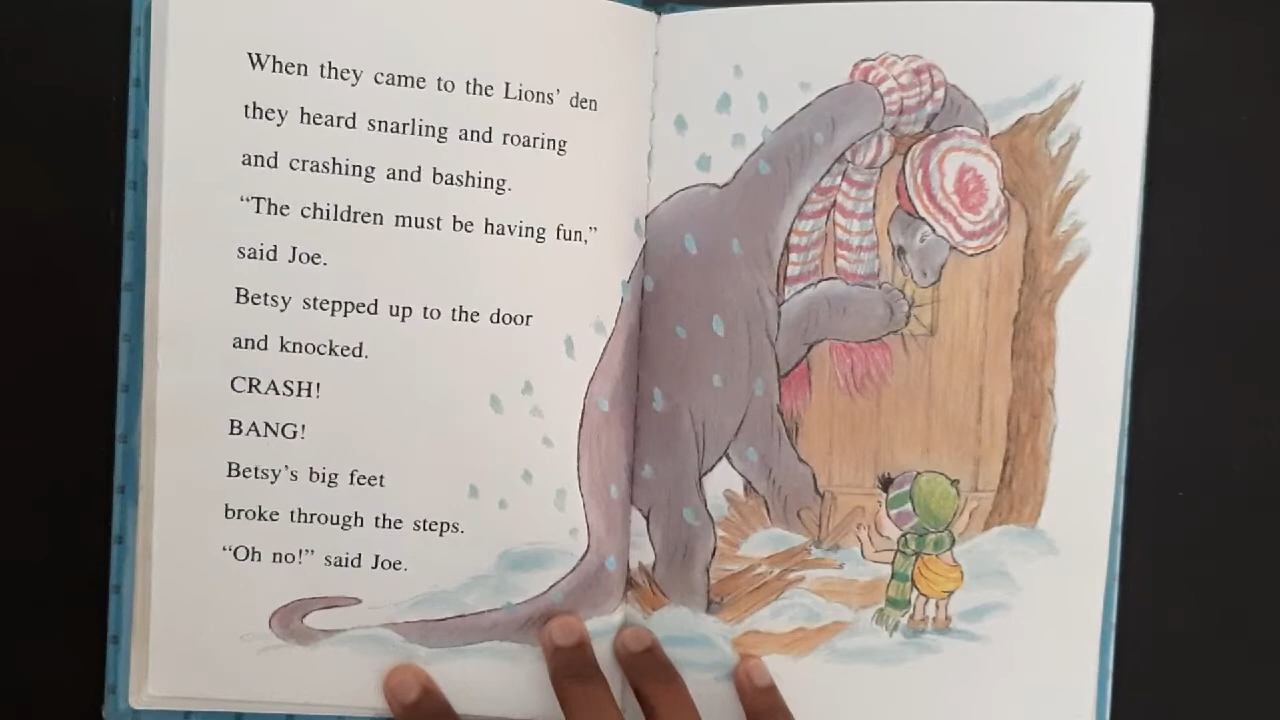 When they came to the Lions' den
they heard snarling and roaring
and crashing and bashing.
“The children must be having fun,”
said Joe.
Betsy stepped up to the door
and knocked.
CRASH!
BANG!
Betsy's big feet
broke through the steps.
“Oh no!” said Joe.